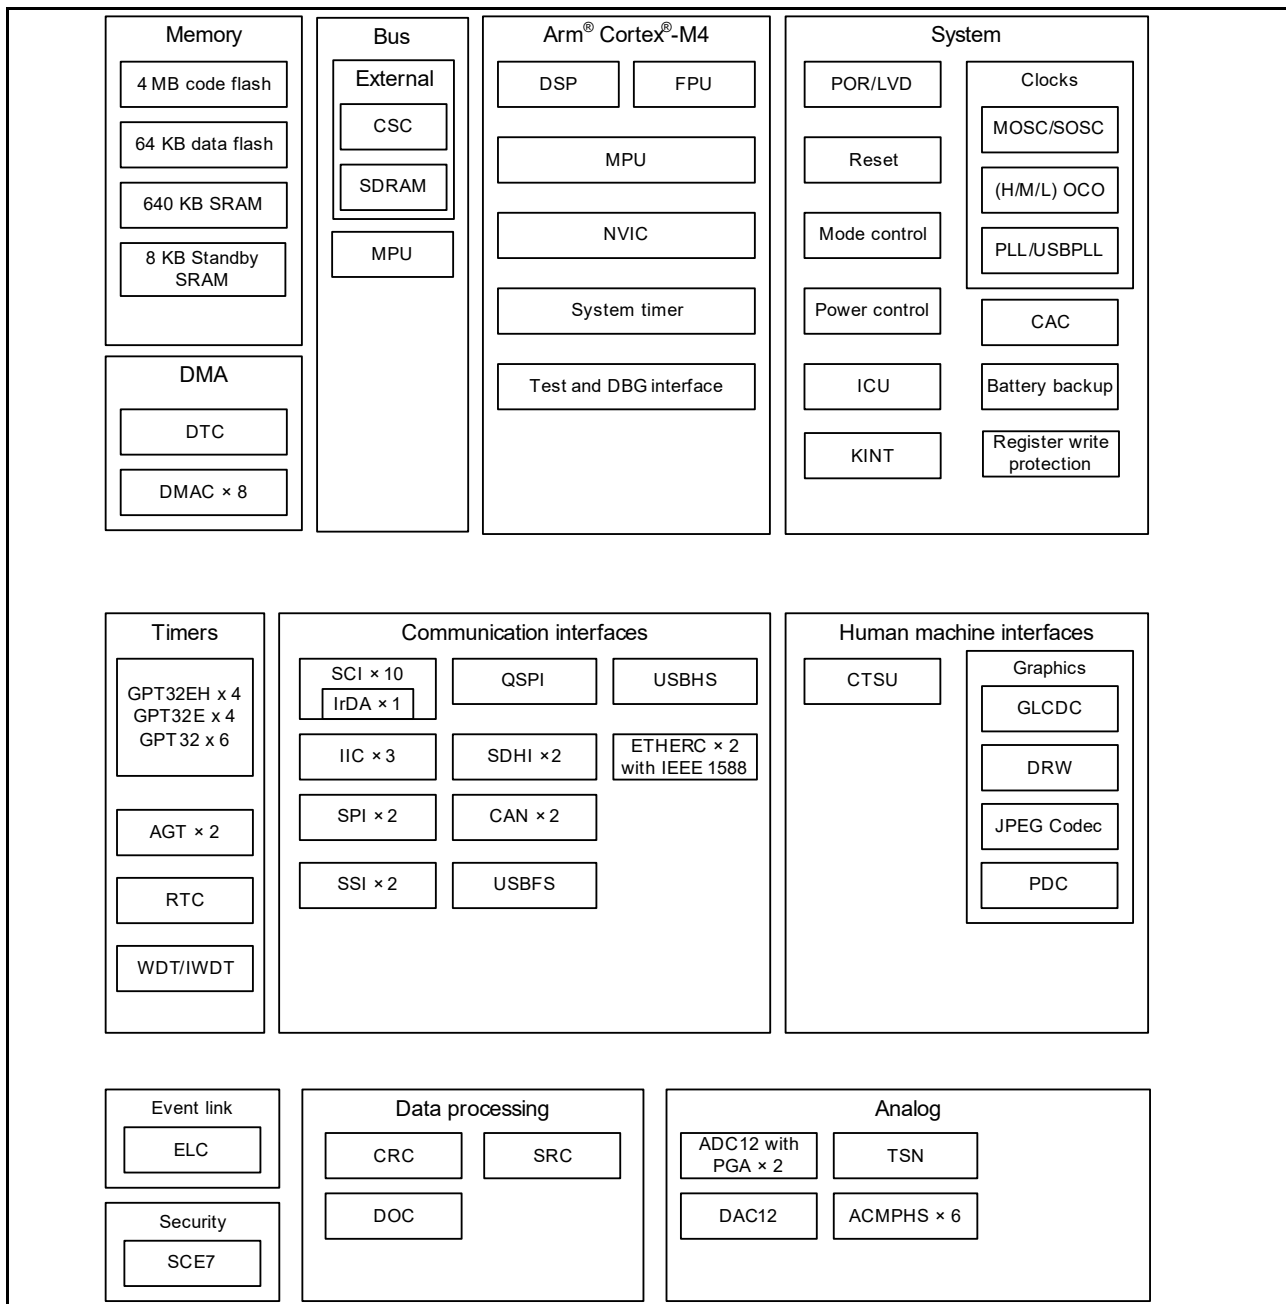 Memory
4 MB code flash
64 KB data flash
640 KB SRAM
8 KB Standby
SRAM
DMA
DTC
DMAC × 8
Bus
External
CSC
SDRAM
MPU
Arm® Cortex®-M4
DSP
FPU
MPU
NVIC
System timer
Test and DBG interface
System
POR/LVD
Reset
Mode control
Power control
ICU
KINT
Clocks
MOSC/SOSC
(H/M/L) OCO
PLL/USBPLL
CAC
Battery backup
Register write
protection
Timers
GPT32EH x 4
GPT32E x 4
GPT32 x 6
AGT × 2
RTC
WDT/IWDT
Communication interfaces
SCI × 10
IrDA × 1
IIC × 3
SPI × 2
SSI × 2
QSPI
SDHI × 2
CAN × 2
USBFS
USBHS
ETHERC × 2
with IEEE 1588
Human machine interfaces
CTSU
Graphics
GLCDC
DRW
JPEG Codec
PDC
Event link
ELC
Security
SCE7
Data processing
CRC
SRC
DOC
Analog
ADC12 with
PGA × 2
TSN
DAC12
ACMPHS × 6